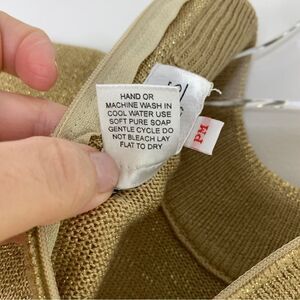 HAND OR
MACHINE WASH IN
COOL WATER USE
SOFT PURE SOAP
GENTLE CYCLE DO
NOT BLEACH LAY
FLAT TO DRY
PM